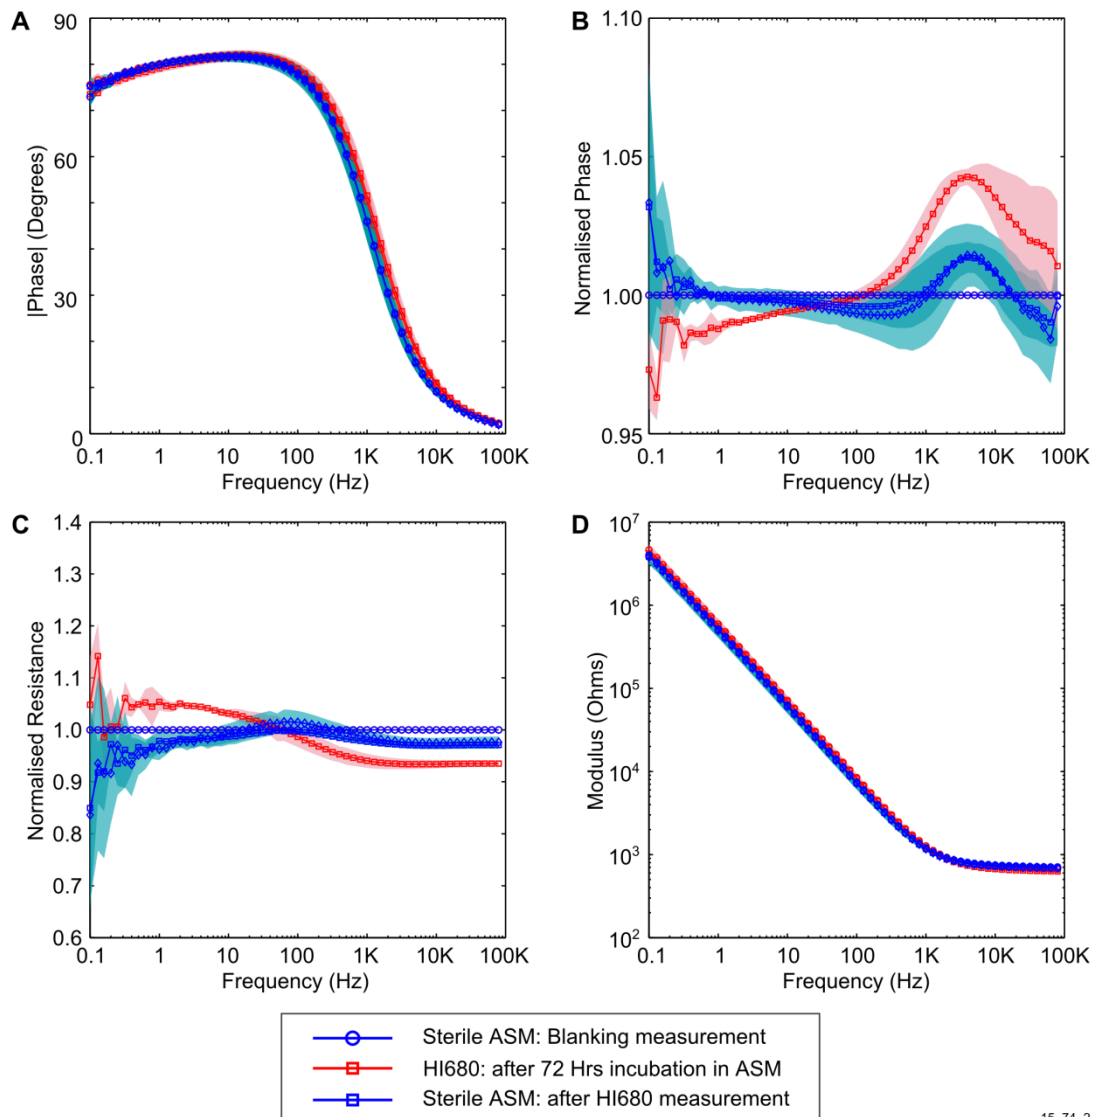 A
90
60
30
0
|Phase| (Degrees)
0.1 1 10 100 1K 10K 100K
Frequency (Hz)
B
1.10
1.05
1.00
0.95
Normalised Phase
0.1 1 10 100 1K 10K 100K
Frequency (Hz)
C
1.4
1.3
1.2
1.1
1.0
0.9
0.8
0.7
0.6
Normalised Resistance
0.1 1 10 100 1K 10K 100K
Frequency (Hz)
D
10⁷
10⁶
10⁵
10⁴
10³
10²
Modulus (Ohms)
0.1 1 10 100 1K 10K 100K
Frequency (Hz)
Sterile ASM: Blanking measurement
HI680: after 72 Hrs incubation in ASM
Sterile ASM: after HI680 measurement